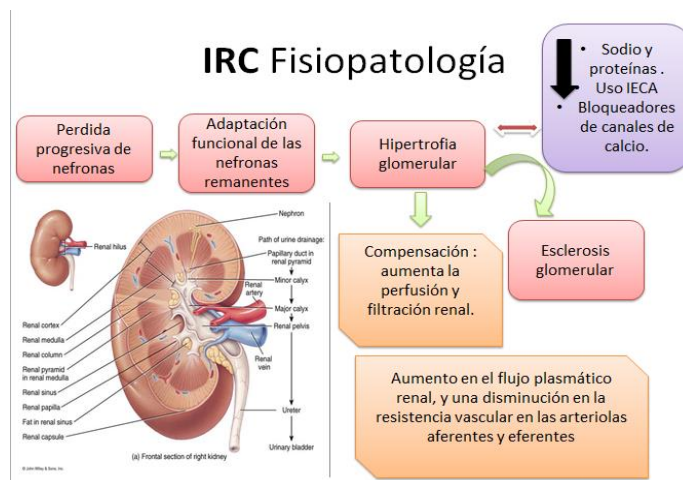 IRC Fisiopatología
• Sodio y
proteínas .
• Uso IECA
• Bloqueadores
de canales de
calcio.
Perdida
progresiva de
nefronas
Adaptación
funcional de las
nefronas
remanentes
Hipertrofia
glomerular
Compensación :
aumenta la
perfusión y
filtración renal.
Esclerosis
glomerular
Aumento en el flujo plasmático
renal, y una disminución en la
resistencia vascular en las arteriolas
aferentes y eferentes
Renal hilus
Nephron
Path of urine drainage:
Papillary duct in
renal pyramid
Minor calyx
Renal
artery
Major calyx
Renal pelvis
Renal
vein
Ureter
Urinary bladder
Renal cortex
Renal medulla
Renal column
Renal pyramid
in renal medulla
Renal sinus
Renal papilla
Fat in renal sinus
Renal capsule
(a) Frontal section of right kidney
© John Wiley & Sons, Inc.